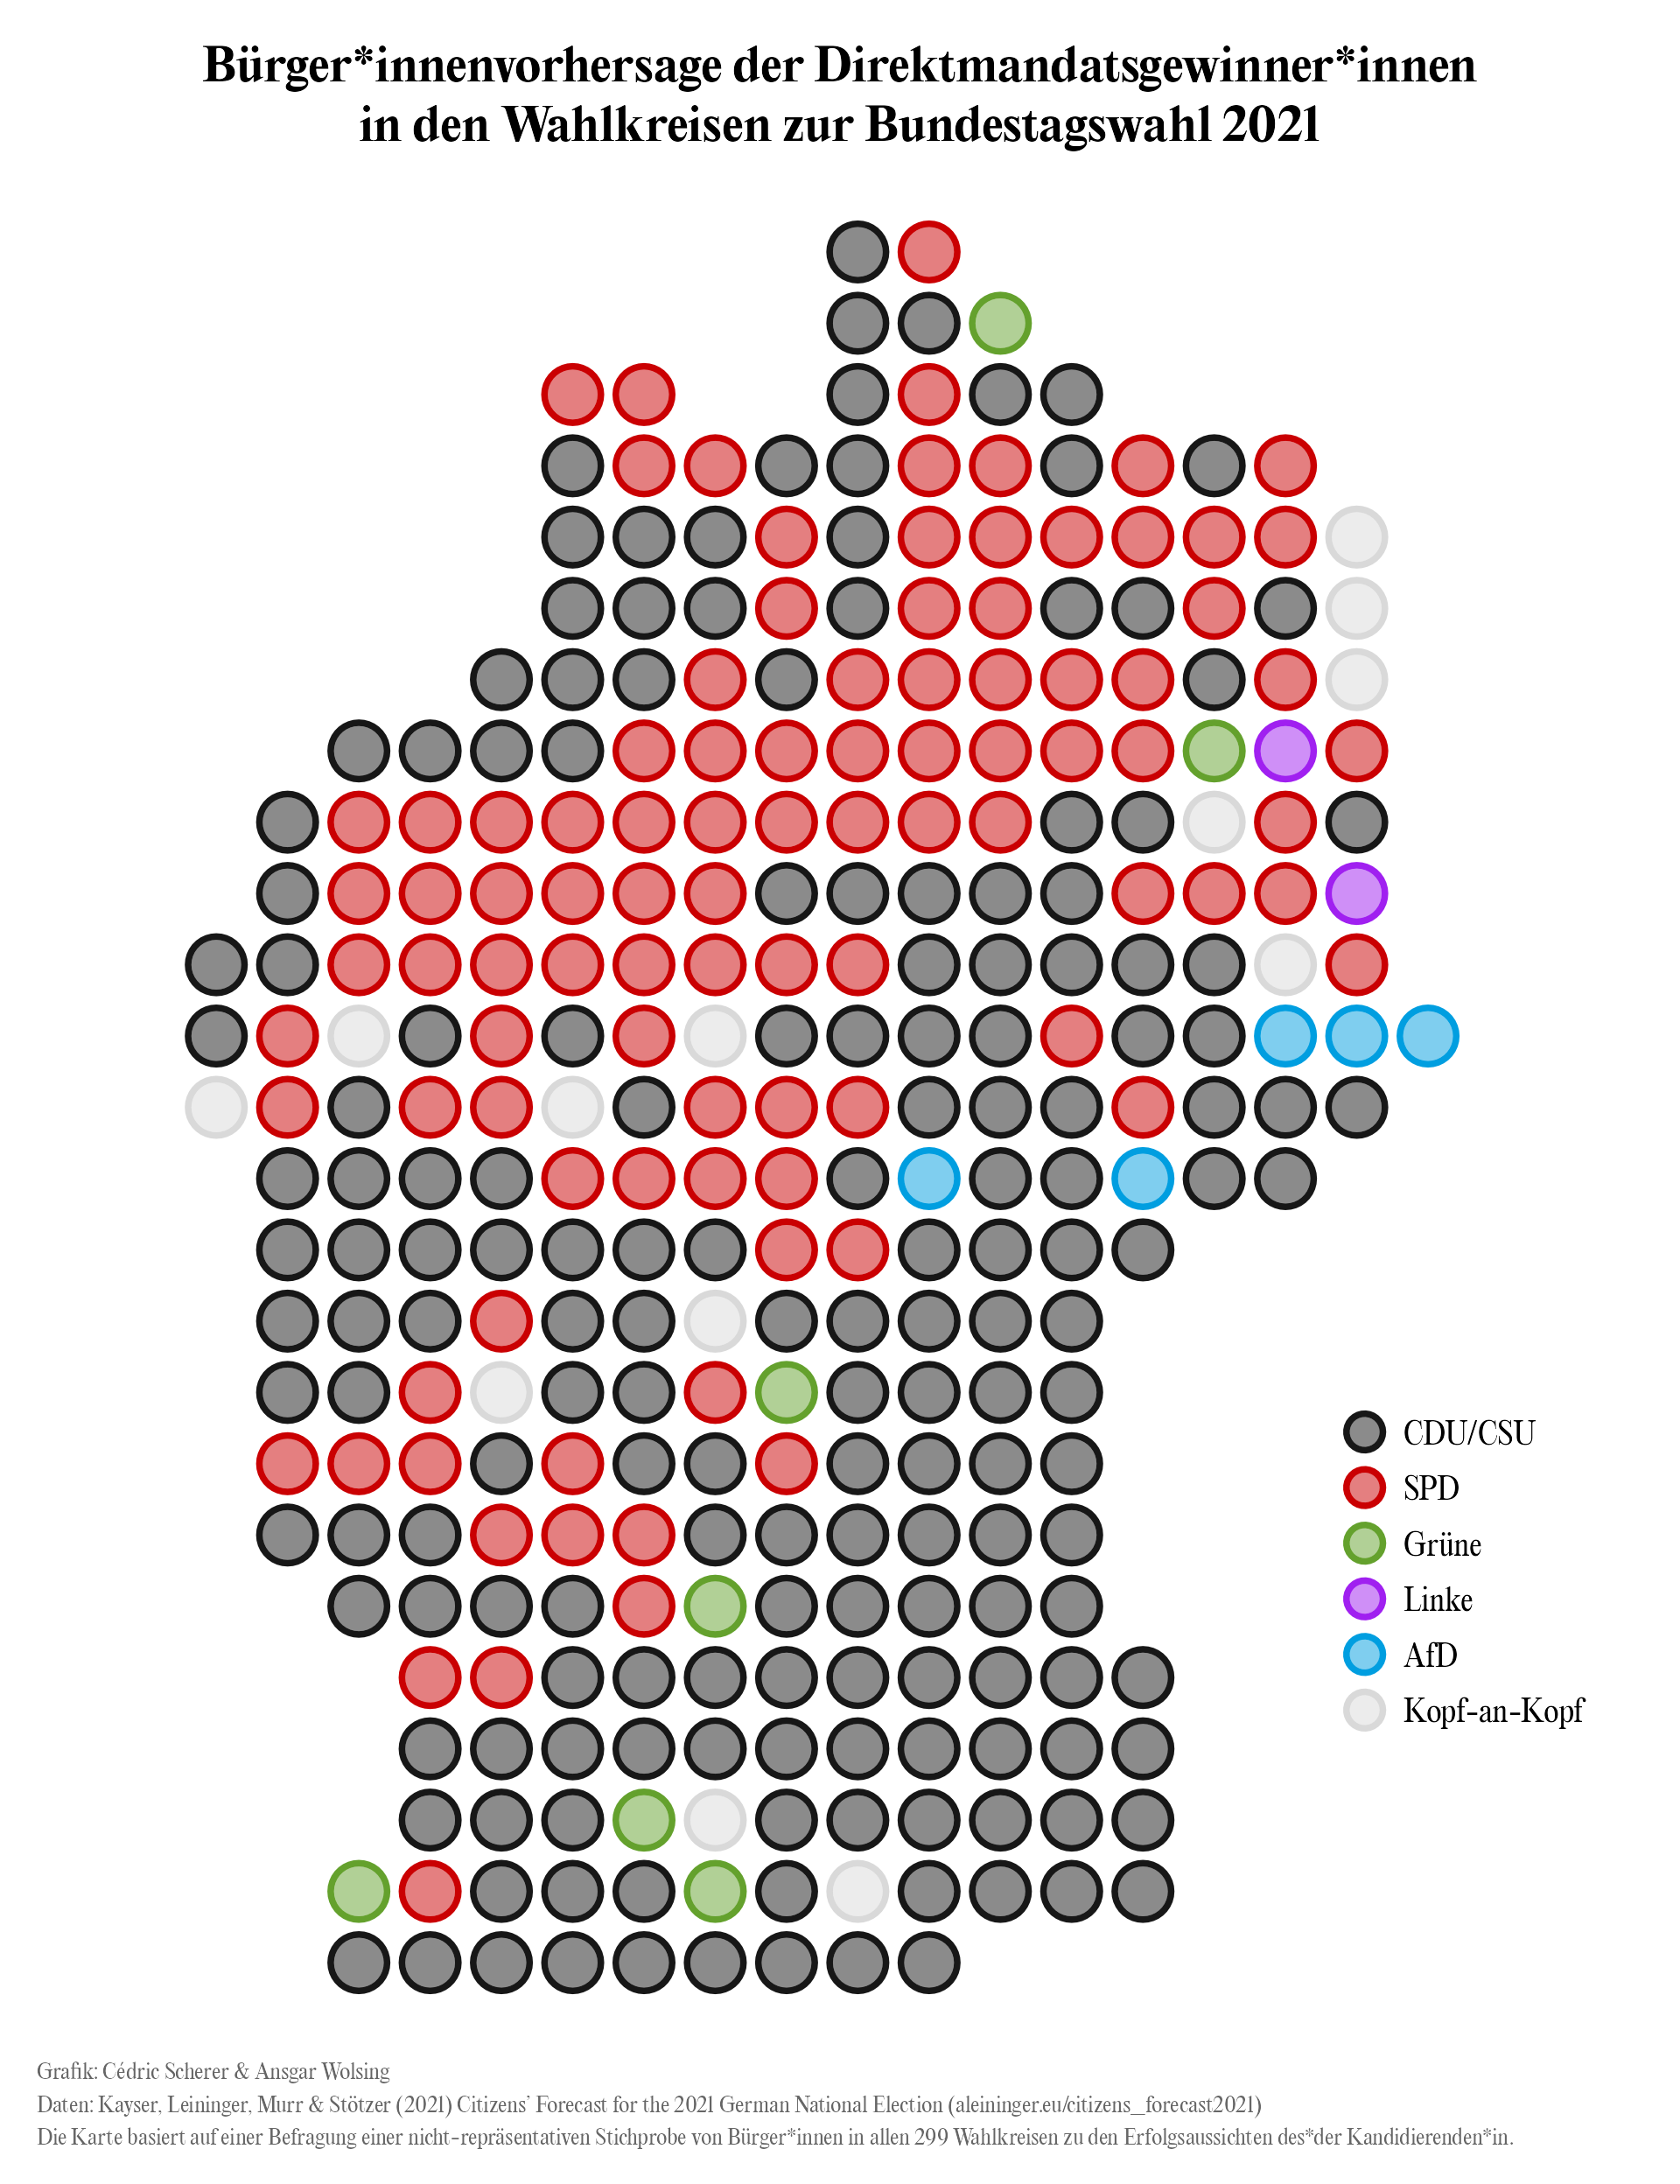 Bürger*innenvorhersage der Direktmandatsgewinner*innen
in den Wahlkreisen zur Bundestagswahl 2021
CDU/CSU
SPD
Grüne
Linke
AfD
Kopf-an-Kopf
Grafik: Cédric Scherer & Ansgar Wolsing
Daten: Kayser, Leininger, Murr & Stötzer (2021) Citizens' Forecast for the 2021 German National Election (aleininger.eu/citizens_forecast2021)
Die Karte basiert auf einer Befragung einer nicht-repräsentativen Stichprobe von Bürger*innen in allen 299 Wahlkreisen zu den Erfolgsaussichten des*der Kandidierenden*in.